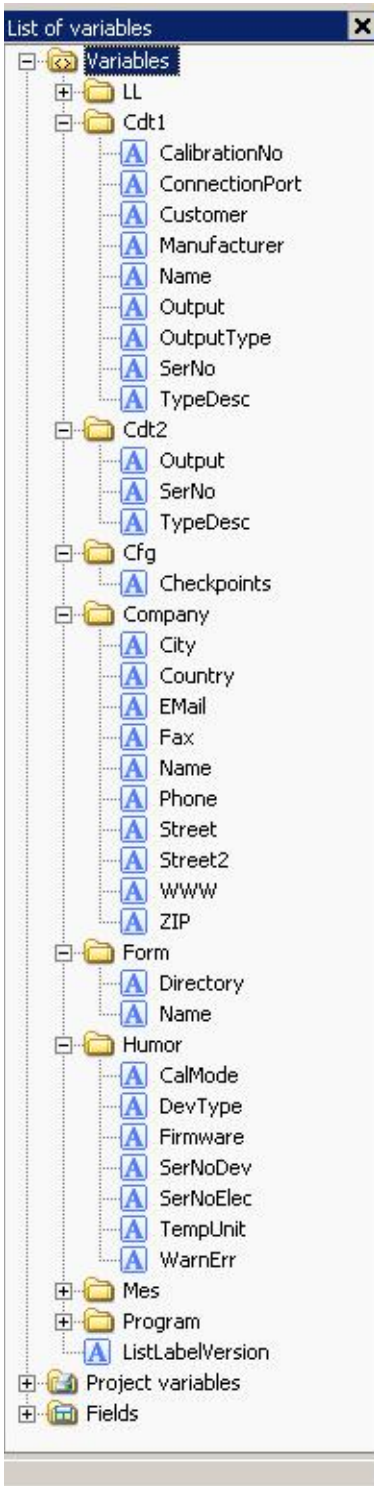 List of variables
Variables
LL
Cdt1
CalibrationNo
ConnectionPort
Customer
Manufacturer
Name
Output
OutputType
SerNo
TypeDesc
Cdt2
Output
SerNo
TypeDesc
Cfg
Checkpoints
Company
City
Country
EMail
Fax
Name
Phone
Street
Street2
WWW
ZIP
Form
Directory
Name
Humor
CalMode
DevType
Firmware
SerNoDev
SerNoElec
TempUnit
WarnErr
Mes
Program
ListLabelVersion
Project variables
Fields